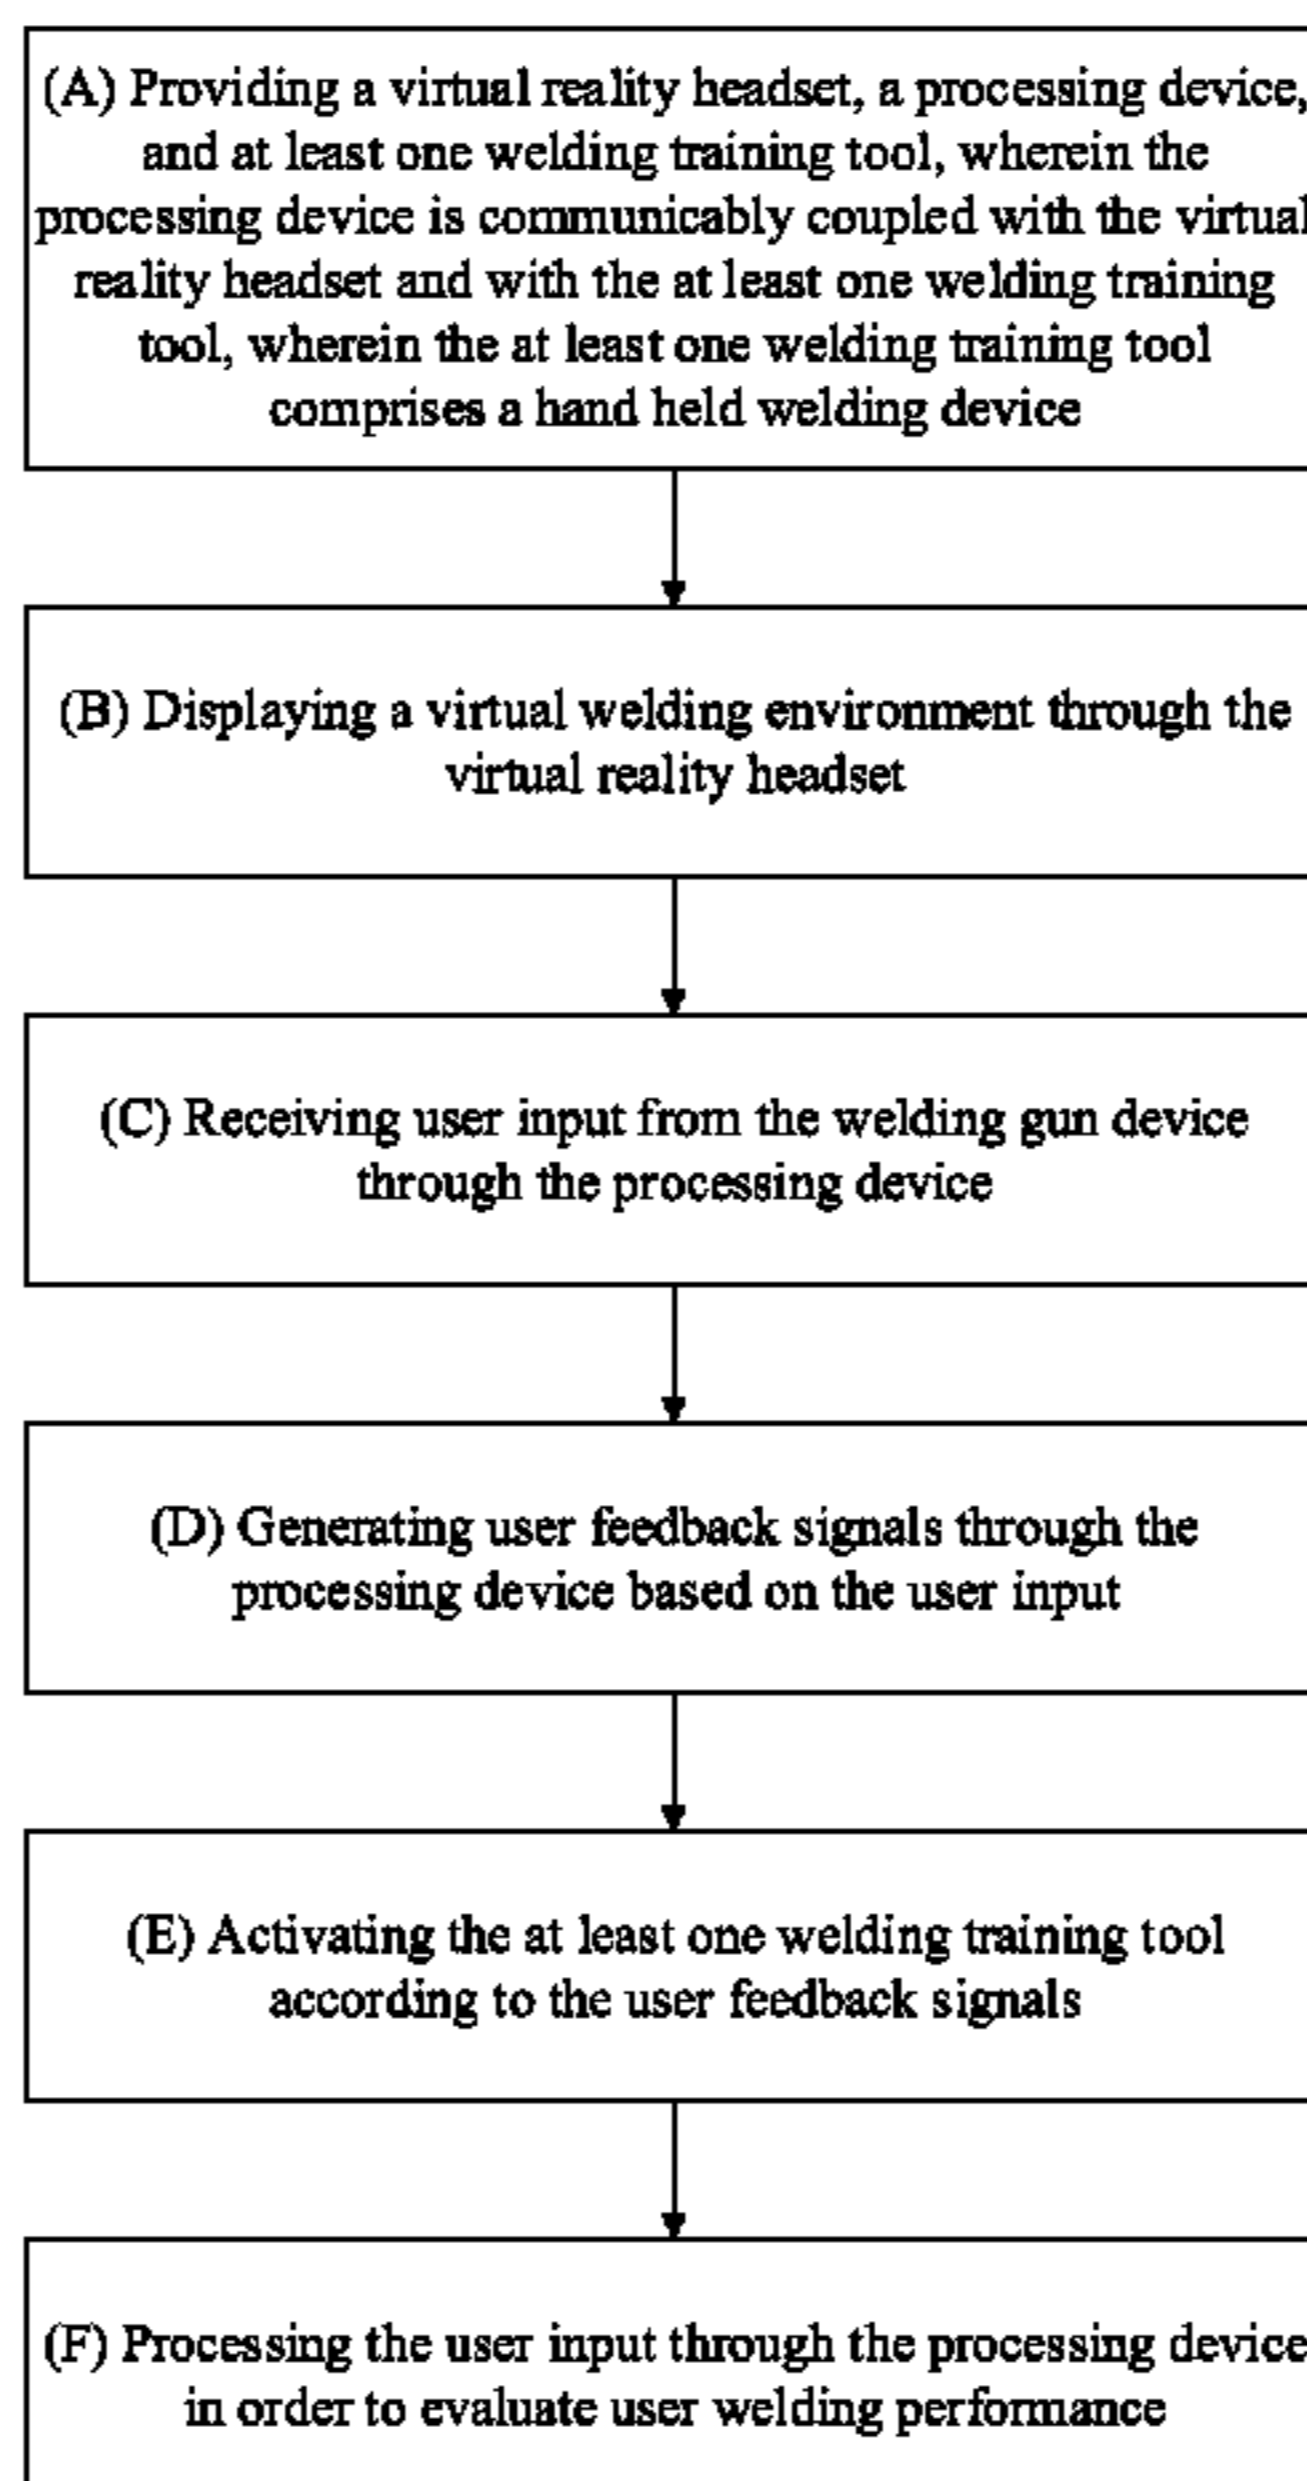 (A) Providing a virtual reality headset, a processing device,
and at least one welding training tool, wherein the
processing device is communicably coupled with the virtual
reality headset and with the at least one welding training
tool, wherein the at least one welding training tool
comprises a hand held welding device
(B) Displaying a virtual welding environment through the
virtual reality headset
(C) Receiving user input from the welding gun device
through the processing device
(D) Generating user feedback signals through the
processing device based on the user input
(E) Activating the at least one welding training tool
according to the user feedback signals
(F) Processing the user input through the processing device
in order to evaluate user welding performance